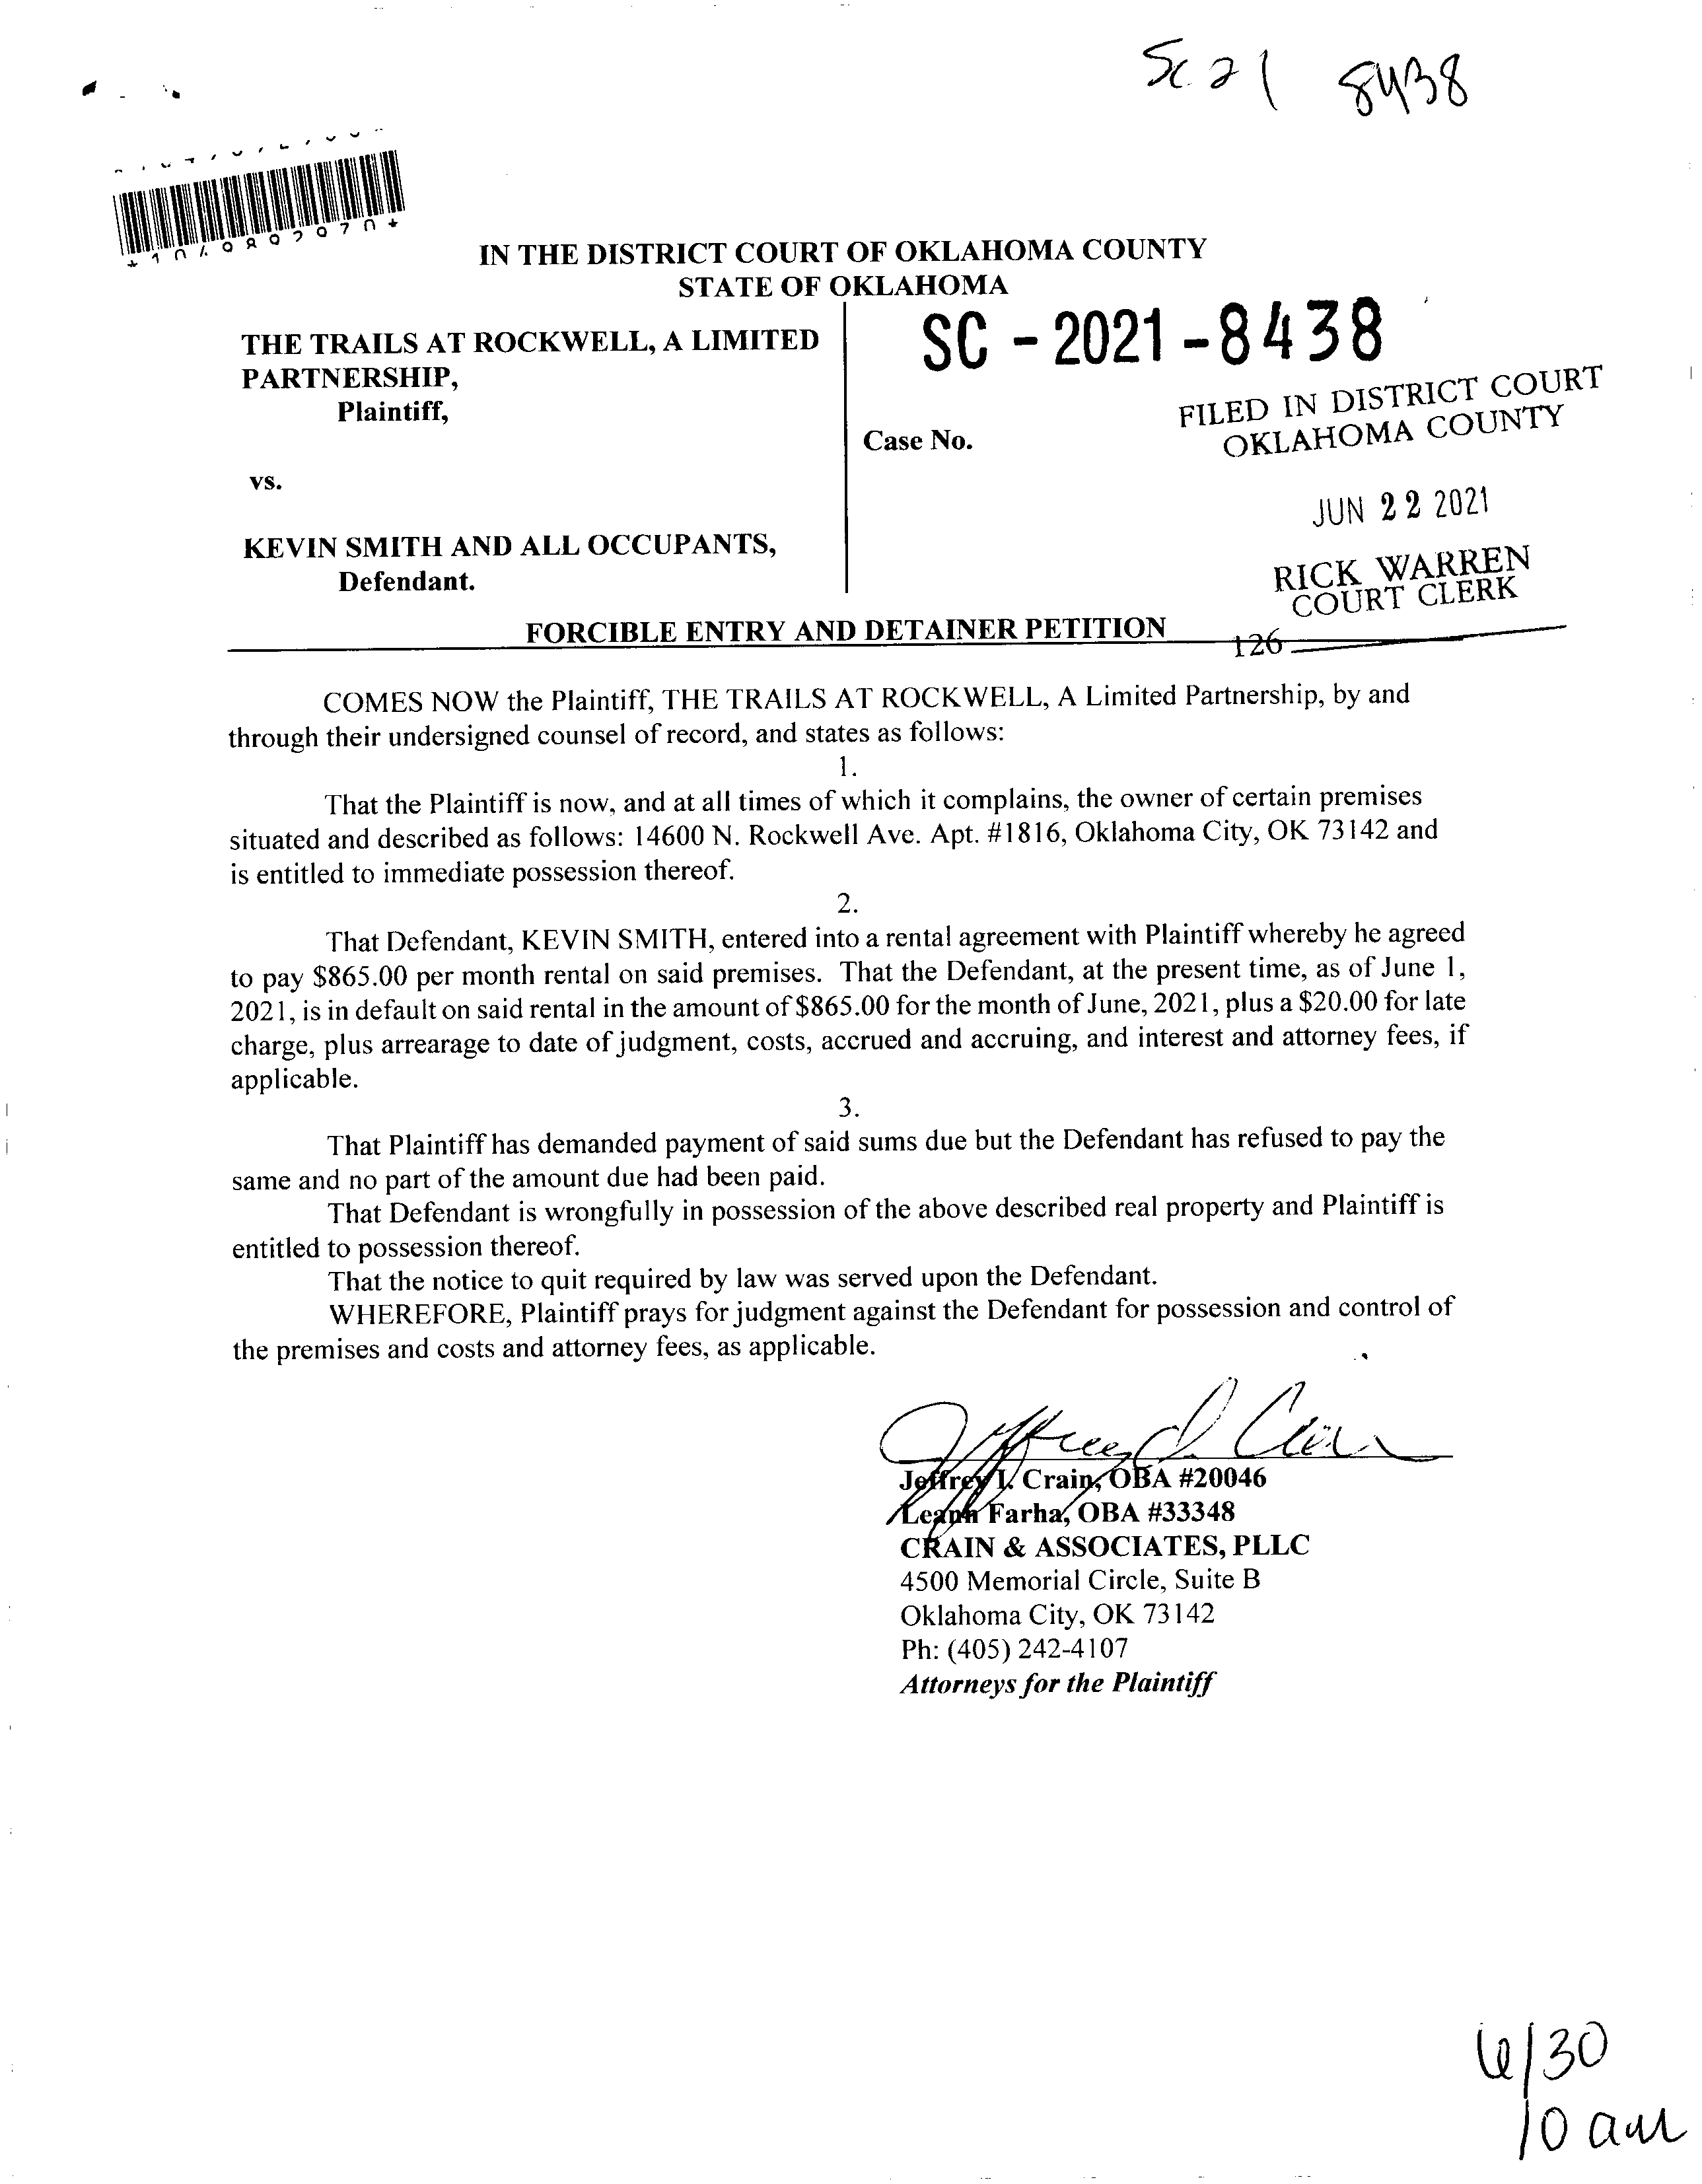 Sc 21 8438
IN THE DISTRICT COURT OF OKLAHOMA COUNTY
STATE OF OKLAHOMA
THE TRAILS AT ROCKWELL, A LIMITED
PARTNERSHIP,
Plaintiff,
vs.
KEVIN SMITH AND ALL OCCUPANTS,
Defendant.
SC - 2021 - 8438
Case No.
FILED IN DISTRICT COURT
OKLAHOMA COUNTY
JUN 22 2021
RICK WARREN
COURT CLERK
126
FORCIBLE ENTRY AND DETAINER PETITION
COMES NOW the Plaintiff, THE TRAILS AT ROCKWELL, A Limited Partnership, by and
through their undersigned counsel of record, and states as follows:
1.
That the Plaintiff is now, and at all times of which it complains, the owner of certain premises
situated and described as follows: 14600 N. Rockwell Ave. Apt. #1816, Oklahoma City, OK 73142 and
is entitled to immediate possession thereof.
2.
That Defendant, KEVIN SMITH, entered into a rental agreement with Plaintiff whereby he agreed
to pay $865.00 per month rental on said premises. That the Defendant, at the present time, as of June 1,
2021, is in default on said rental in the amount of $865.00 for the month of June, 2021, plus a $20.00 for late
charge, plus arrearage to date of judgment, costs, accrued and accruing, and interest and attorney fees, if
applicable.
3.
That Plaintiff has demanded payment of said sums due but the Defendant has refused to pay the
same and no part of the amount due had been paid.
That Defendant is wrongfully in possession of the above described real property and Plaintiff is
entitled to possession thereof.
That the notice to quit required by law was served upon the Defendant.
WHEREFORE, Plaintiff prays for judgment against the Defendant for possession and control of
the premises and costs and attorney fees, as applicable.
Jeffrey I. Crain, OBA #20046
Leann Farha, OBA #33348
CRAIN & ASSOCIATES, PLLC
4500 Memorial Circle, Suite B
Oklahoma City, OK 73142
Ph: (405) 242-4107
Attorneys for the Plaintiff
6/30
10 am